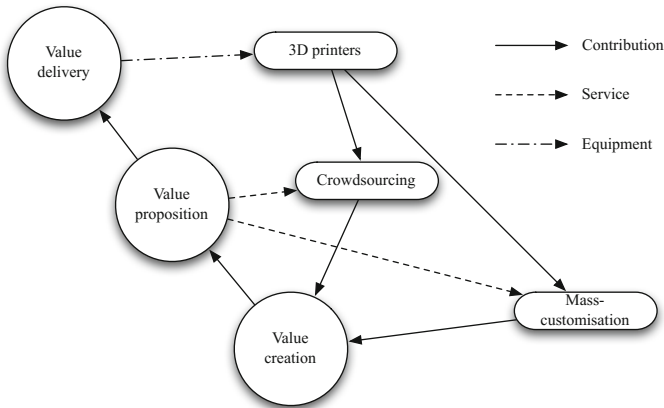 Value
delivery
3D printers
Contribution
Service
Equipment
Crowdsourcing
Value
proposition
Mass-
customisation
Value
creation